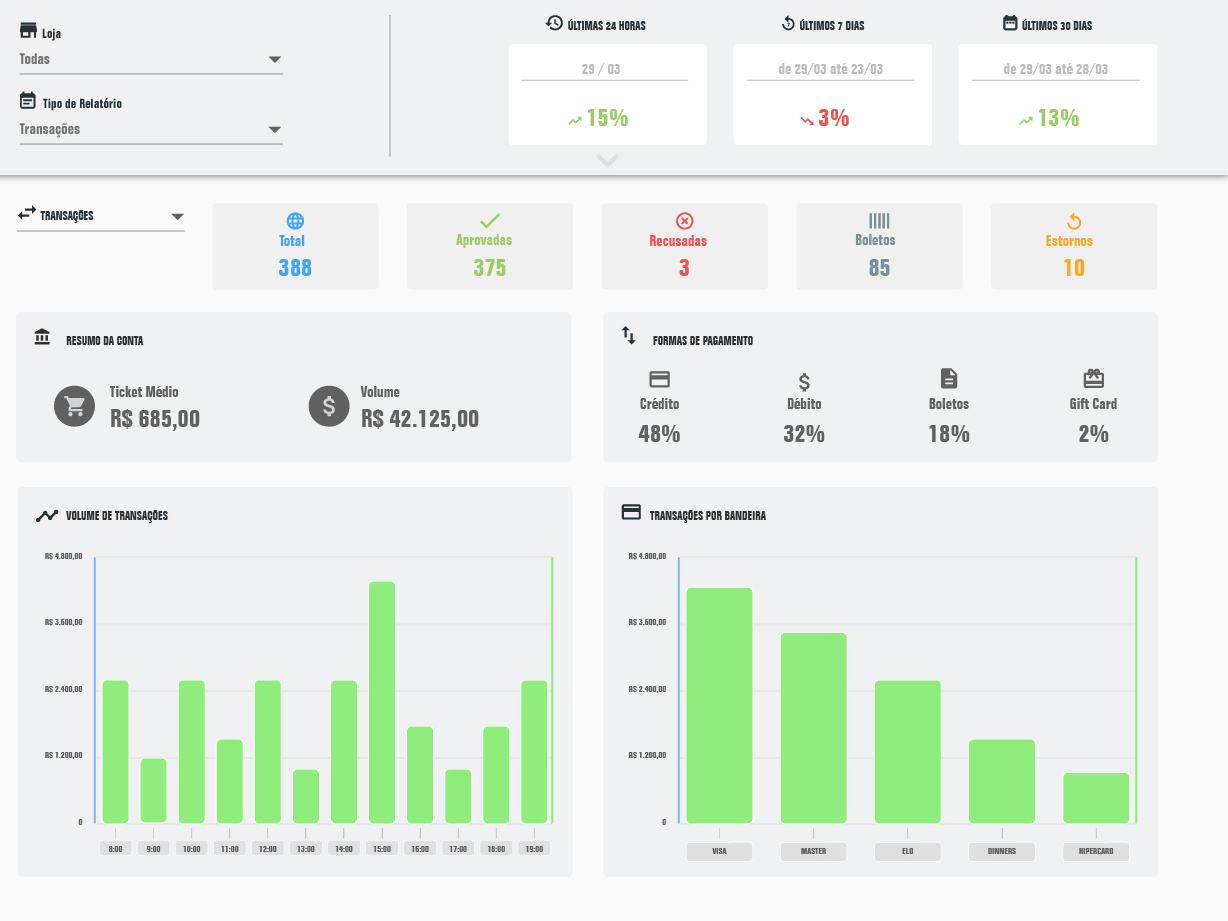 Loja
Todas
Tipo de Relatório
Transações
ÚLTIMAS 24 HORAS
29 / 03
15%
ÚLTIMOS 7 DIAS
de 29/03 até 23/03
3%
ÚLTIMOS 30 DIAS
de 29/03 até 28/03
13%
TRANSAÇÕES
Total
388
Aprovadas
375
Recusadas
3
Boletos
85
Estornos
10
RESUMO DA CONTA
Ticket Médio
R$ 685,00
Volume
R$ 42.125,00
FORMAS DE PAGAMENTO
Crédito
48%
Débito
32%
Boletos
18%
Gift Card
2%
VOLUME DE TRANSAÇÕES
R$ 4.800,00
R$ 3.600,00
R$ 2.400,00
R$ 1.200,00
0
8:00 9:00 10:00 11:00 12:00 13:00 14:00 15:00 16:00 17:00 18:00 19:00
TRANSAÇÕES POR BANDEIRA
R$ 4.800,00
R$ 3.600,00
R$ 2.400,00
R$ 1.200,00
0
VISA MASTER ELO DINNERS HIPERCARD